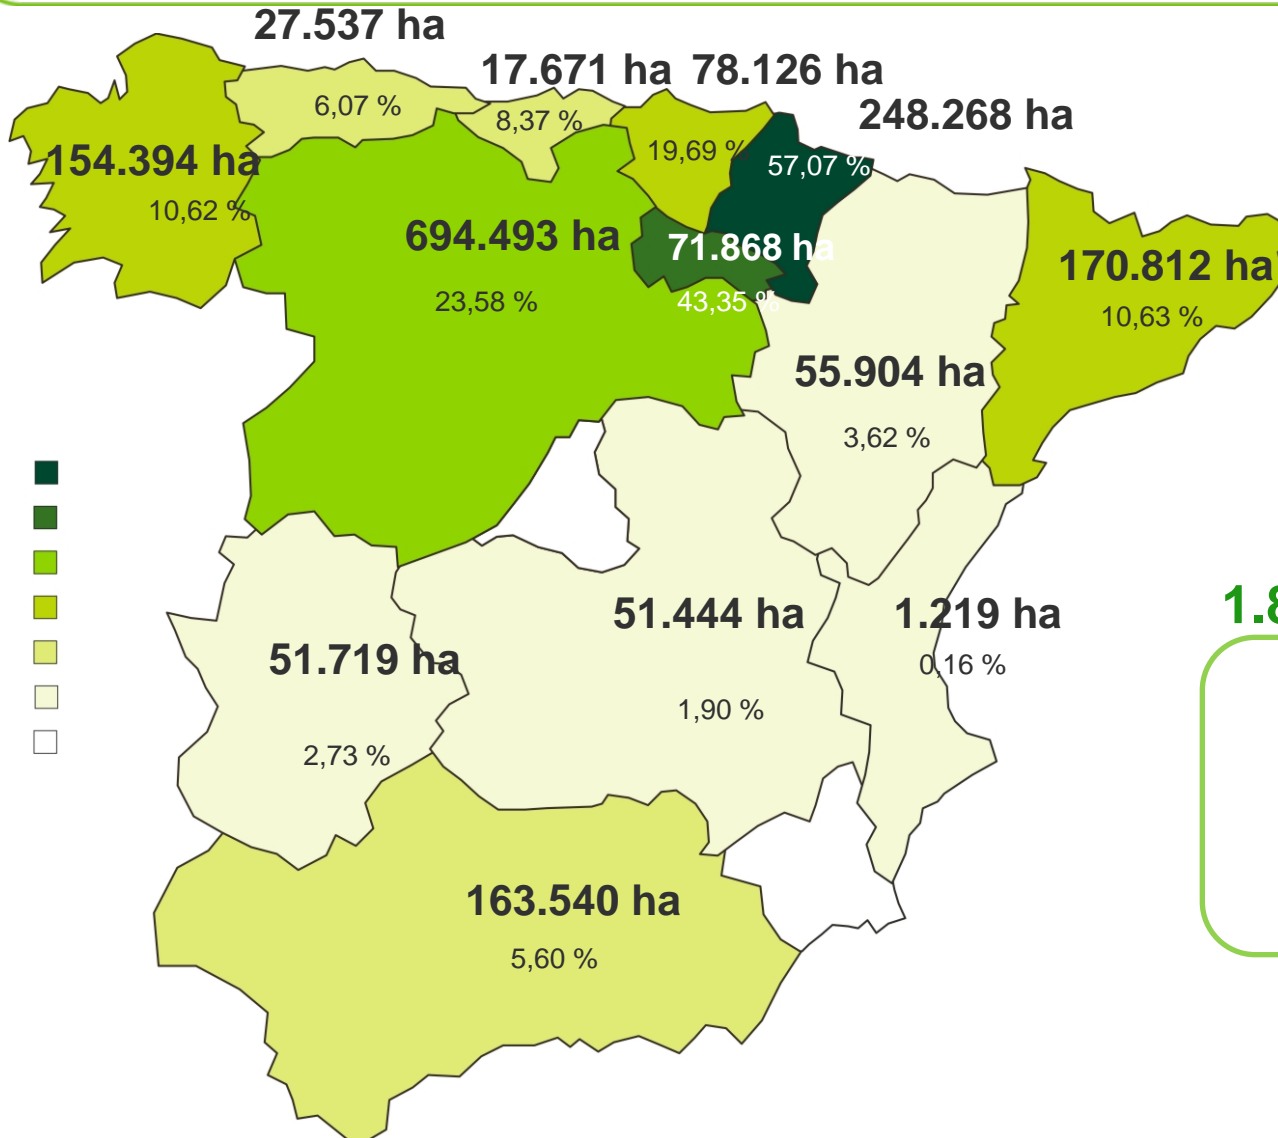 27.537 ha
17.671 ha
78.126 ha
248.268 ha
6,07 %
8,37 %
19,69 %
57,07 %
154.394 ha
10,62 %
694.493 ha
23,58 %
71.868 ha
43,35 %
170.812 ha
10,63 %
55.904 ha
3,62 %
51.444 ha
1,90 %
1.219 ha
0,16 %
51.719 ha
2,73 %
163.540 ha
5,60 %